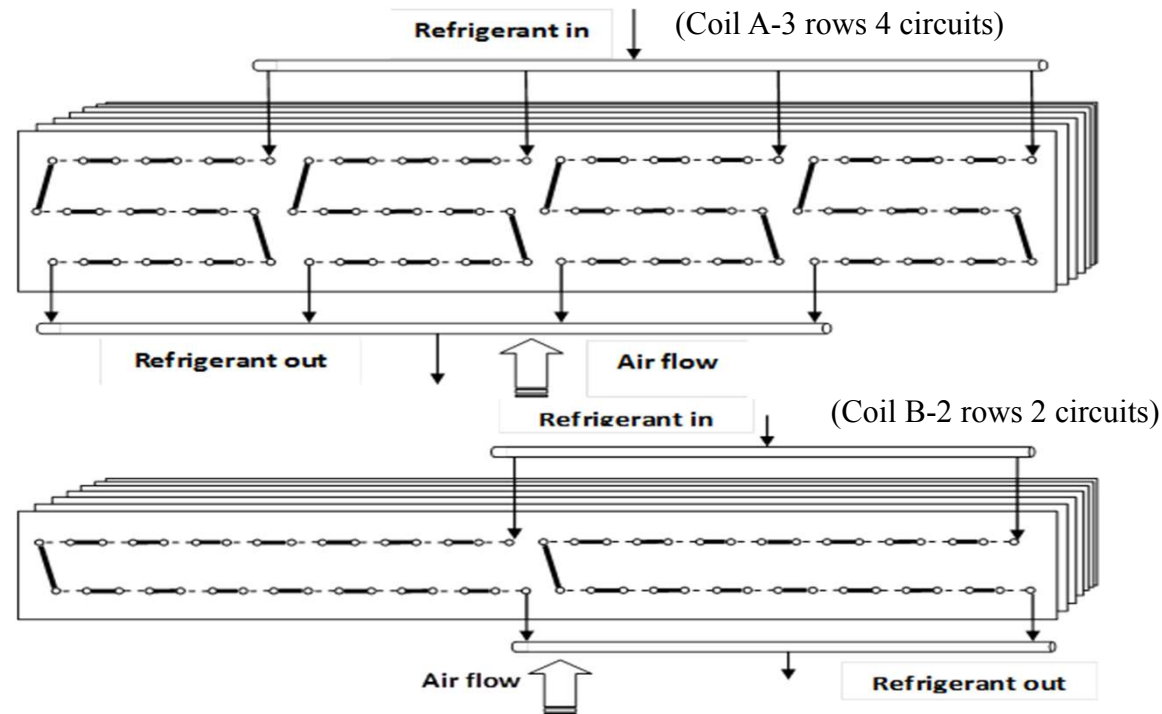 Refrigerant in
(Coil A-3 rows 4 circuits)
Refrigerant out
Air flow
Refrigerant in
(Coil B-2 rows 2 circuits)
Air flow
Refrigerant out